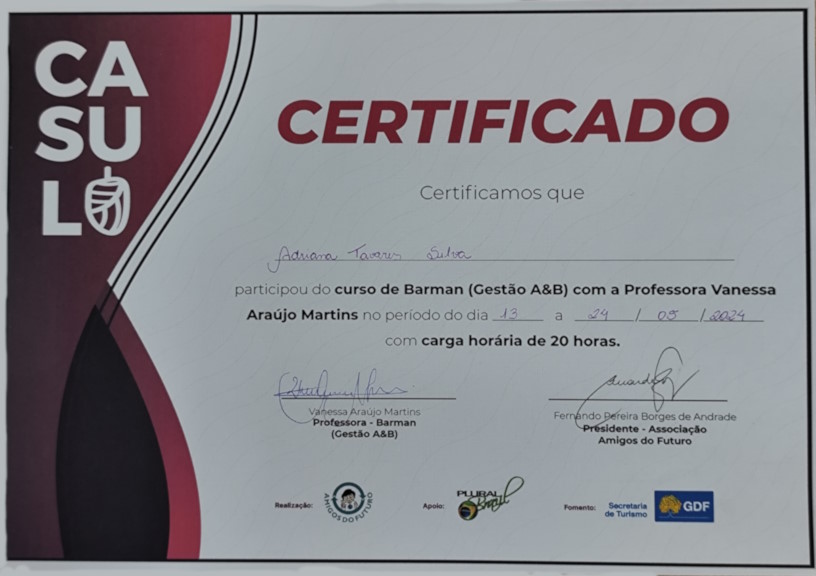 CA
SU
LO
CERTIFICADO
Certificamos que
Adriana Tavares Silva
participou do curso de Barman (Gestão A&B) com a Professora Vanessa
Araújo Martins no período do dia 13 a 29 / 05 / 2024
com carga horária de 20 horas.
Vanessa Araújo Martins
Professora - Barman
(Gestão A&B)
Fernando Pereira Borges de Andrade
Presidente - Associação
Amigos do Futuro
Realização:
AMIGOS DO FUTURO
Apoio:
PLURAL
Brazil
Fomento:
Secretaria
de Turismo
GDF